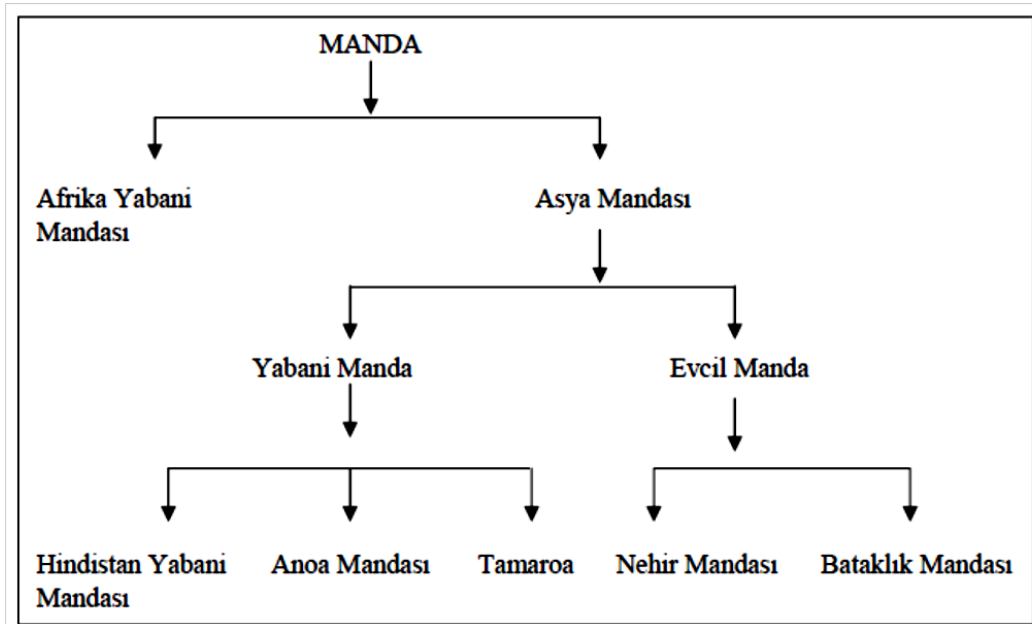 MANDA
Afrika Yabani
Mandası
Asya Mandası
Yabani Manda
Evcil Manda
Hindistan Yabani
Mandası
Anoa Mandası
Tamaroa
Nehir Mandası
Bataklık Mandası